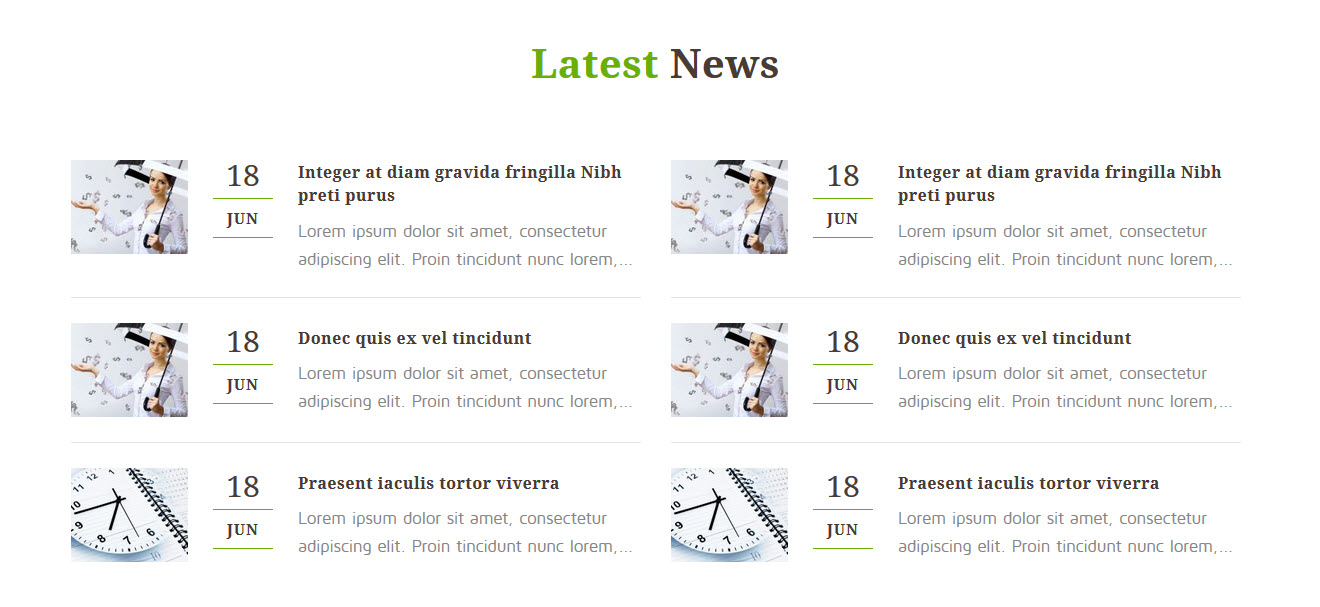 Latest News
18
JUN
Integer at diam gravida fringilla Nibh
preti purus
Lorem ipsum dolor sit amet, consectetur
adipiscing elit. Proin tincidunt nunc lorem,...
18
JUN
Integer at diam gravida fringilla Nibh
preti purus
Lorem ipsum dolor sit amet, consectetur
adipiscing elit. Proin tincidunt nunc lorem,...
18
JUN
Donec quis ex vel tincidunt
Lorem ipsum dolor sit amet, consectetur
adipiscing elit. Proin tincidunt nunc lorem,...
18
JUN
Donec quis ex vel tincidunt
Lorem ipsum dolor sit amet, consectetur
adipiscing elit. Proin tincidunt nunc lorem,...
18
JUN
Praesent iaculis tortor viverra
Lorem ipsum dolor sit amet, consectetur
adipiscing elit. Proin tincidunt nunc lorem,...
18
JUN
Praesent iaculis tortor viverra
Lorem ipsum dolor sit amet, consectetur
adipiscing elit. Proin tincidunt nunc lorem,...